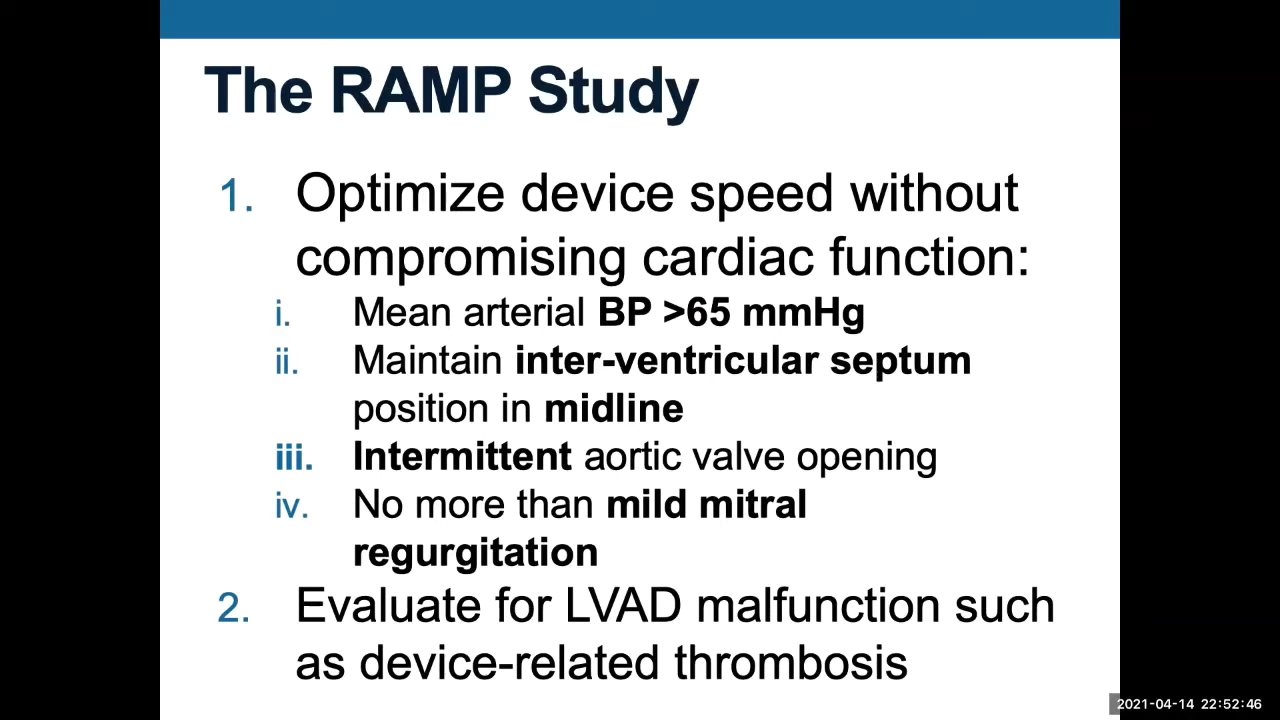 The RAMP Study
1. Optimize device speed without
compromising cardiac function:
i. Mean arterial BP >65 mmHg
ii. Maintain inter-ventricular septum
position in midline
iii. Intermittent aortic valve opening
iv. No more than mild mitral
regurgitation
2. Evaluate for LVAD malfunction such
as device-related thrombosis
2021-04-14 22:52:46